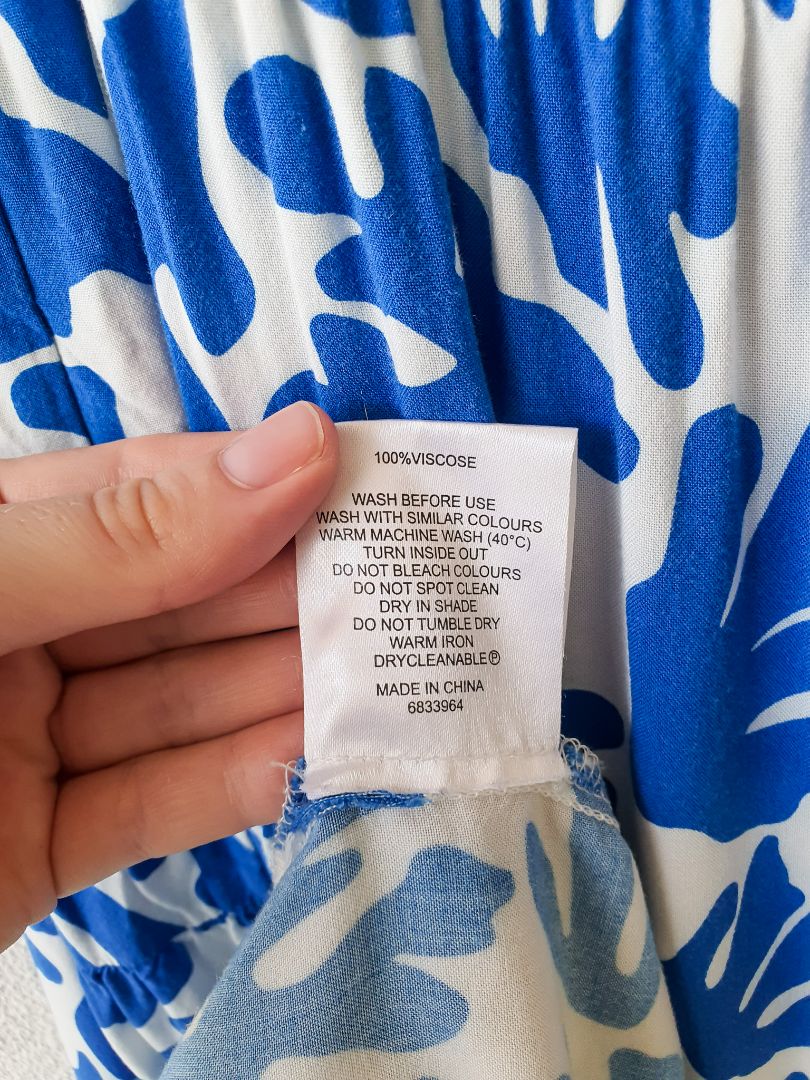 100%VISCOSE
WASH BEFORE USE
WASH WITH SIMILAR COLOURS
WARM MACHINE WASH (40°C)
TURN INSIDE OUT
DO NOT BLEACH COLOURS
DO NOT SPOT CLEAN
DRY IN SHADE
DO NOT TUMBLE DRY
WARM IRON
DRYCLEANABLEⓅ
MADE IN CHINA
6833964